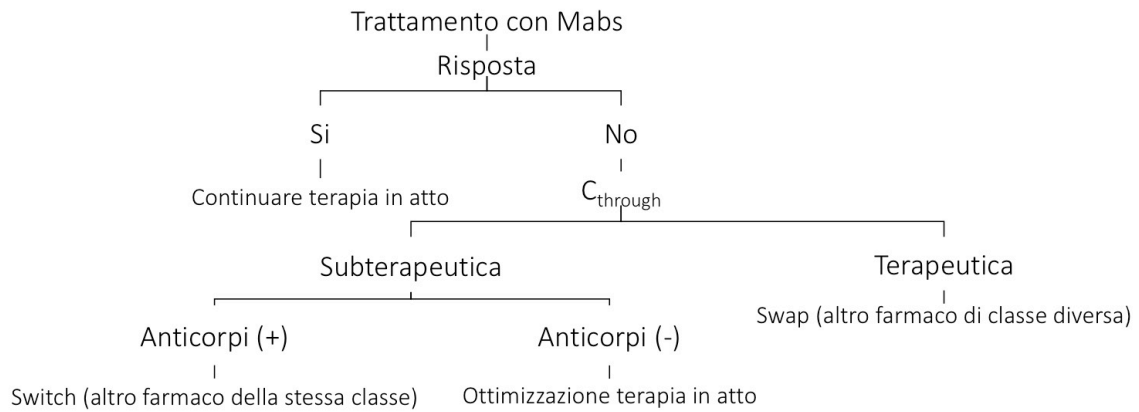 Trattamento con Mabs
Risposta
Si
No
Continuare terapia in atto
Cthrough
Subterapeutica
Terapeutica
Swap (altro farmaco di classe diversa)
Anticorpi (+)
Anticorpi (-)
Switch (altro farmaco della stessa classe)
Ottimizzazione terapia in atto